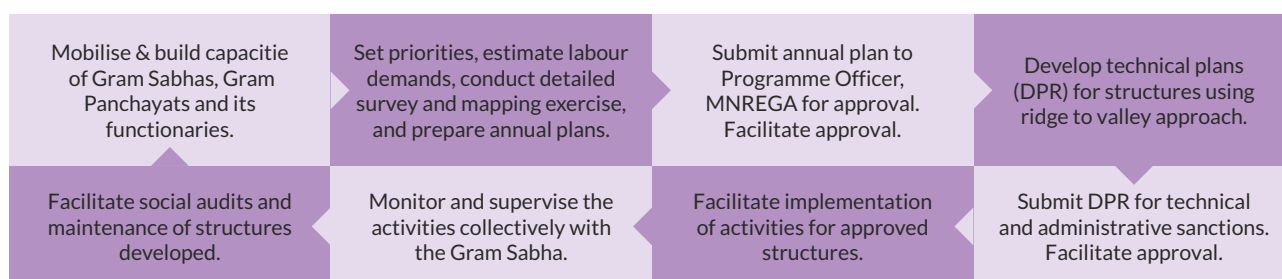 Mobilise & build capacitie
of Gram Sabhas, Gram
Panchayats and its
functionaries.
Set priorities, estimate labour
demands, conduct detailed
survey and mapping exercise,
and prepare annual plans.
Submit annual plan to
Programme Officer,
MNREGA for approval.
Facilitate approval.
Develop technical plans
(DPR) for structures using
ridge to valley approach.
Submit DPR for technical
and administrative sanctions.
Facilitate approval.
Facilitate implementation
of activities for approved
structures.
Monitor and supervise the
activities collectively with
the Gram Sabha.
Facilitate social audits and
maintenance of structures
developed.